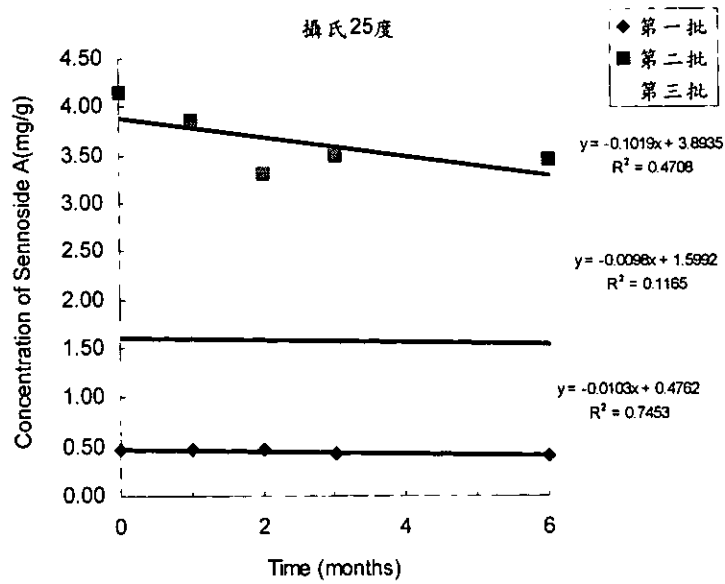 攝氏25度
第一批
第二批
第三批
Concentration of Sennoside A(mg/g)
4.50
4.00
3.50
3.00
2.50
2.00
1.50
1.00
0.50
0.00
y = -0.1019x + 3.8935
R² = 0.4708
y = -0.0098x + 1.5992
R² = 0.1165
y = -0.0103x + 0.4762
R² = 0.7453
0 2 4 6
Time (months)